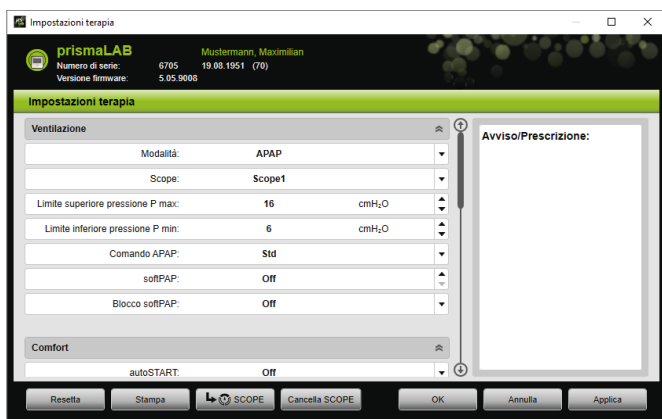 Impostazioni terapia
prismaLAB Mustermann, Maximilian
Numero di serie: 6705 19.08.1951 (70)
Versione firmware: 5.05.9008
Impostazioni terapia
Ventilazione
Modalitá: APAP
Scope: Scope1
Limite superiore pressione P max: 16 cmH₂O
Limite inferiore pressione P min: 6 cmH₂O
Comando APAP: Std
softPAP: Off
Blocco softPAP: Off
Comfort
autoSTART: Off
Avviso/Prescrizione:
Resetta Stampa SCOPE Cancella SCOPE OK Annulla Applica